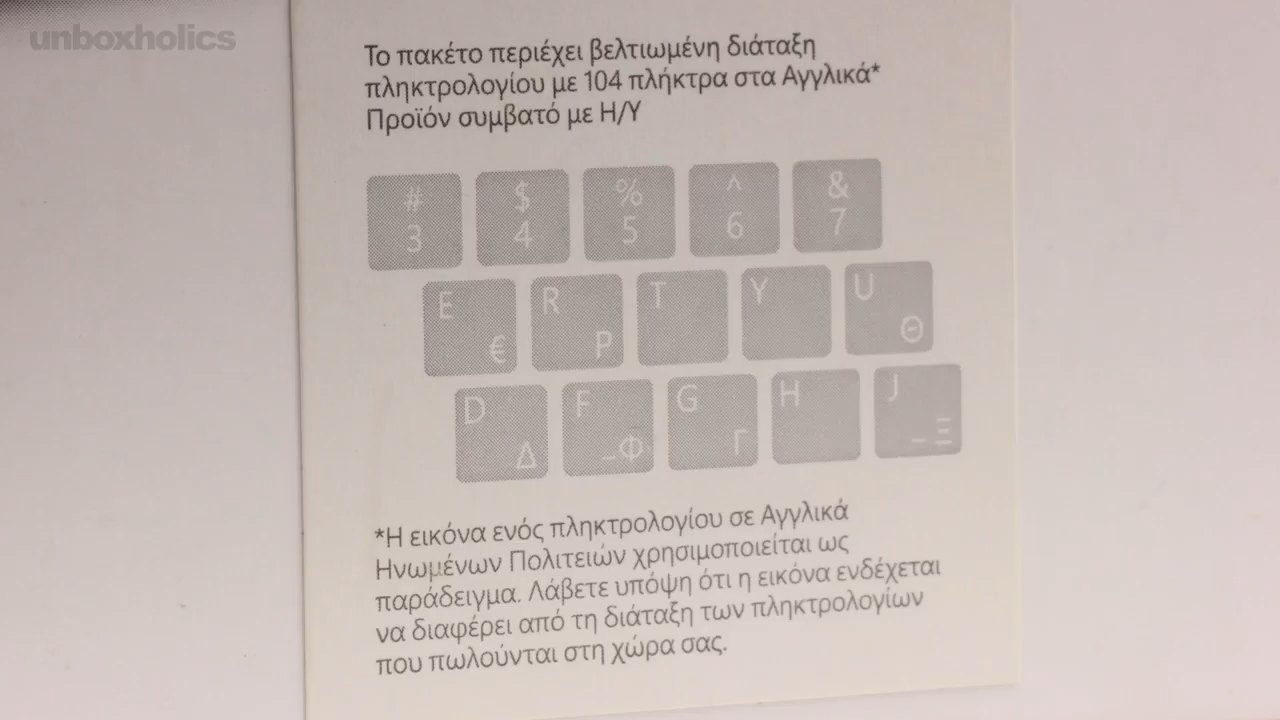 unboxholics
Το πακέτο περιέχει βελτιωμένη διάταξη
πληκτρολογίου με 104 πλήκτρα στα Αγγλικά*
Προϊόν συμβατό με Η/Υ
# $ % ^ &
3 4 5 6 7
E R T Y U
€ Ρ Θ
D F G H J
Δ _Φ Γ _Ξ
*Η εικόνα ενός πληκτρολογίου σε Αγγλικά
Ηνωμένων Πολιτειών χρησιμοποιείται ως
παράδειγμα. Λάβετε υπόψη ότι η εικόνα ενδέχεται
να διαφέρει από τη διάταξη των πληκτρολογίων
που πωλούνται στη χώρα σας.